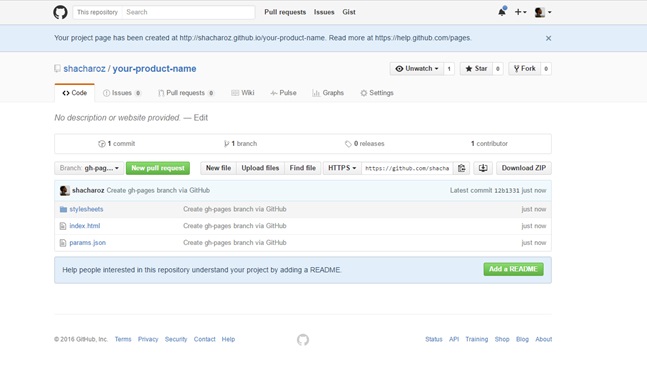 This repository Search Pull requests Issues Gist
Your project page has been created at http://shacharoz.github.io/your-product-name. Read more at https://help.github.com/pages.
shacharoz / your-product-name Unwatch 1 Star 0 Fork 0
Code Issues 0 Pull requests 0 Wiki Pulse Graphs Settings
No description or website provided. — Edit
1 commit 1 branch 0 releases 1 contributor
Branch: gh-pag... New pull request New file Upload files Find file HTTPS https://github.com/shacha Download ZIP
shacharoz Create gh-pages branch via GitHub Latest commit 12b1331 just now
stylesheets Create gh-pages branch via GitHub just now
index.html Create gh-pages branch via GitHub just now
params.json Create gh-pages branch via GitHub just now
Help people interested in this repository understand your project by adding a README. Add a README
© 2016 GitHub, Inc. Terms Privacy Security Contact Help Status API Training Shop Blog About